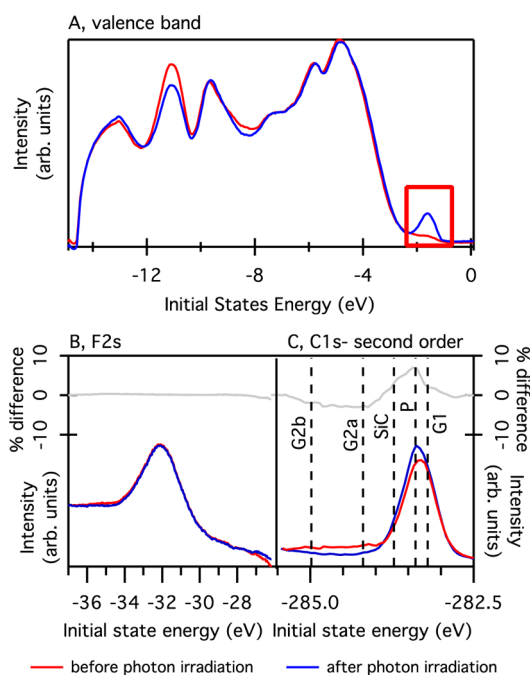 A, valence band
Intensity
(arb. units)
-12
-8
-4
0
Initial States Energy (eV)
B, F2s
C, C1s- second order
% difference
10
0
-10
Intensity
(arb. units)
-36
-34
-32
-30
-28
Initial state energy (eV)
G2b
G2a
SiC
P
G1
10
0
-10
% difference
Intensity
(arb. units)
-285.0
-282.5
Initial state energy (eV)
before photon irradiation
after photon irradiation